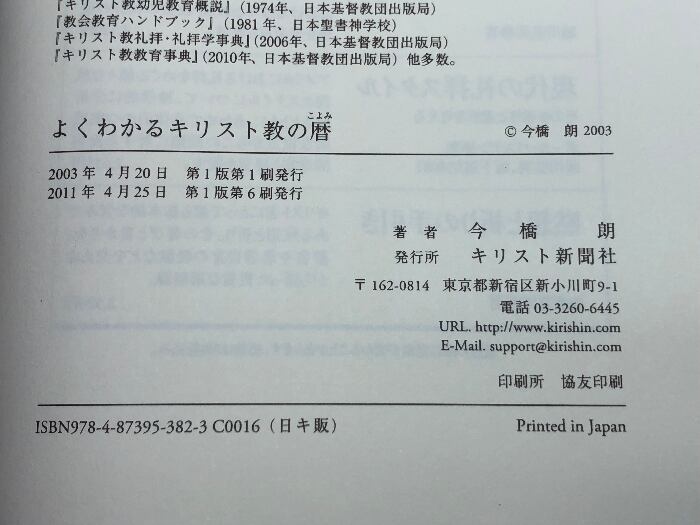 『キリスト教幼児教育概説』（1974年、日本基督教団出版局）
『教会教育ハンドブック』（1981年、日本聖書神学校）
『キリスト教礼拝・礼拝学事典』（2006年、日本基督教団出版局）
『キリスト教教育事典』（2010年、日本基督教団出版局）他多数。
こよみ
よくわかるキリスト教の暦 © 今橋 朗 2003
2003年 4月20日 第1版第1刷発行
2011年 4月25日 第1版第6刷発行
著者 今橋 朗
発行所 キリスト新聞社
〒162-0814 東京都新宿区新小川町9-1
電話 03-3260-6445
URL. http://www.kirishin.com
E-Mail. support@kirishin.com
印刷所 協友印刷
ISBN978-4-87395-382-3 C0016（日キ販） Printed in Japan